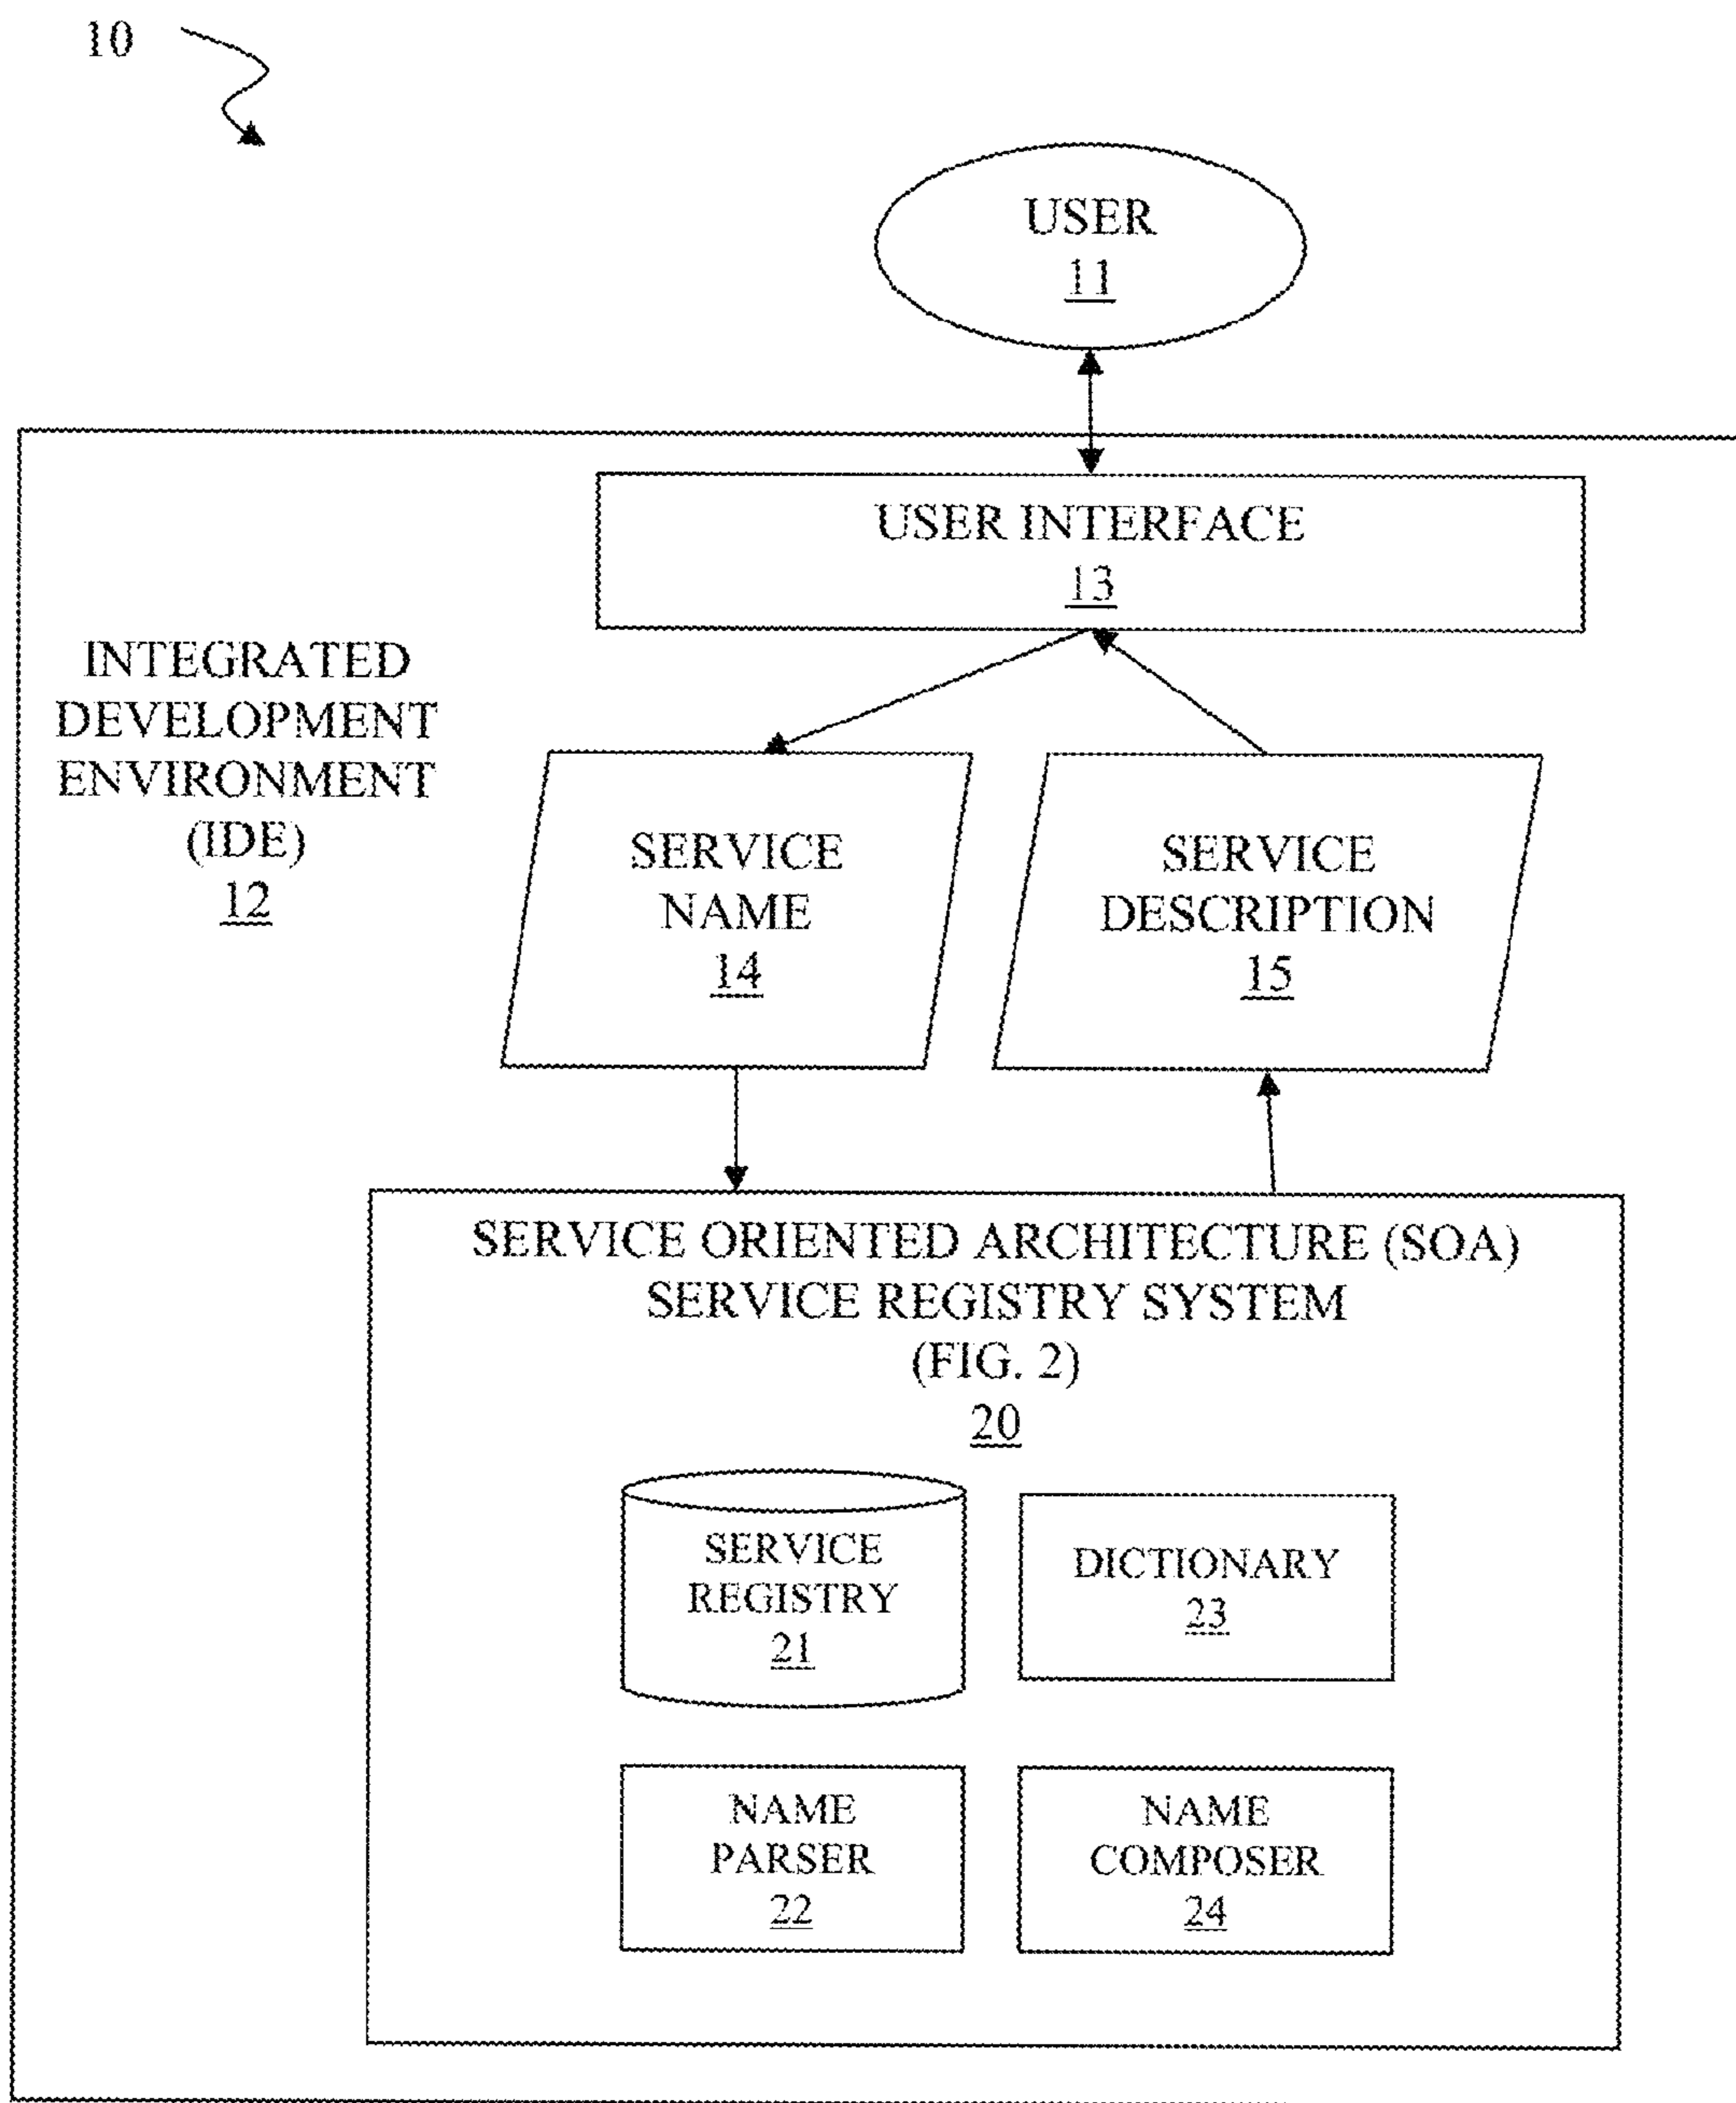 10
USER
11
USER INTERFACE
13
INTEGRATED
DEVELOPMENT
ENVIRONMENT
(IDE)
12
SERVICE
NAME
14
SERVICE
DESCRIPTION
15
SERVICE ORIENTED ARCHITECTURE (SOA)
SERVICE REGISTRY SYSTEM
(FIG. 2)
20
SERVICE
REGISTRY
21
DICTIONARY
23
NAME
PARSER
22
NAME
COMPOSER
24